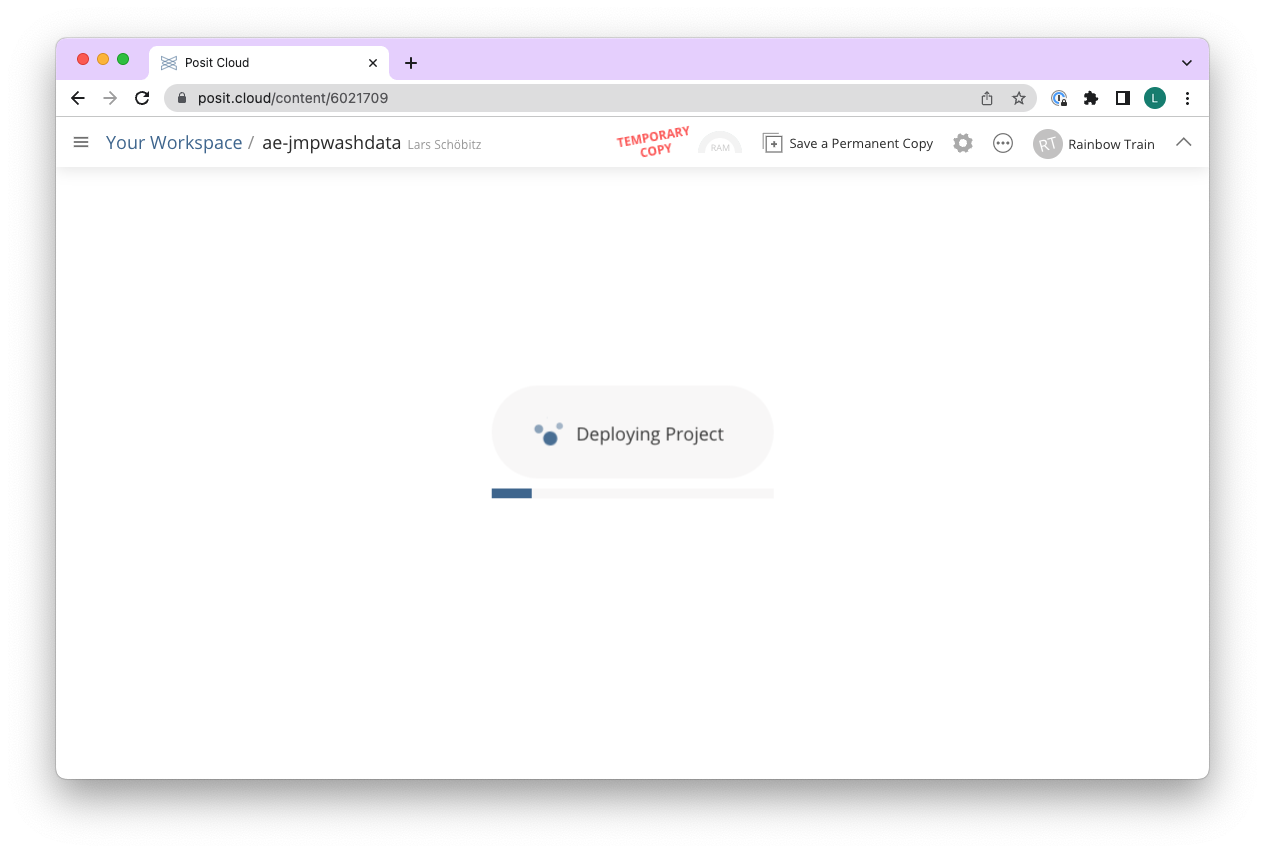 Posit Cloud
posit.cloud/content/6021709
L
Your Workspace / ae-jmpwashdata Lars Schöbitz
TEMPORARY
COPY
RAM
Save a Permanent Copy
RT
Rainbow Train
Deploying Project